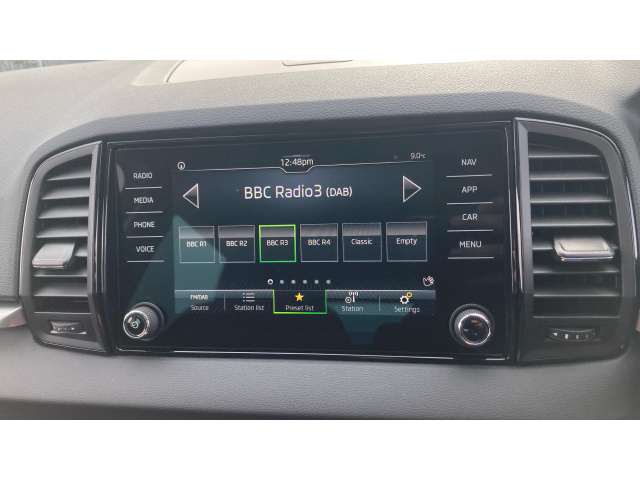 12:48pm
9.0°C
RADIO
MEDIA
PHONE
VOICE
BBC Radio3 (DAB)
NAV
APP
CAR
MENU
BBC R1 BBC R2 BBC R3 BBC R4 Classic Empty
FM/DAB
Source Station list Preset list Station Settings